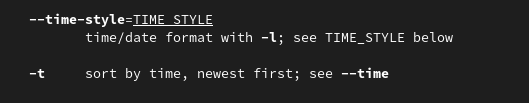 --time-style=TIME_STYLE
time/date format with -l; see TIME_STYLE below
-t sort by time, newest first; see --time